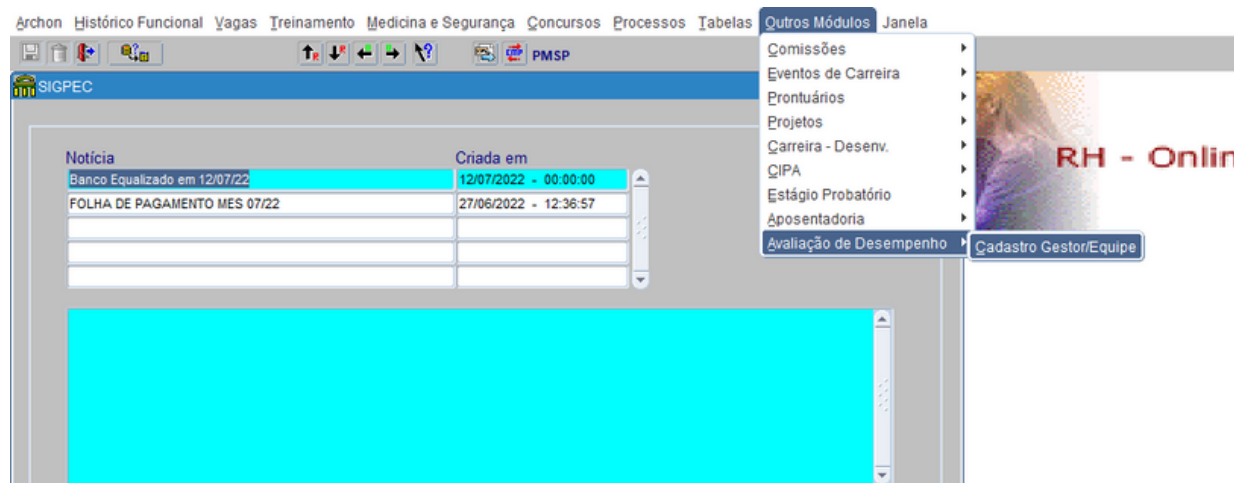 Archon Histórico Funcional Vagas Treinamento Medicina e Segurança Concursos Processos Tabelas Outros Módulos Janela
PMSP
Comissões
Eventos de Carreira
Prontuários
Projetos
Carreira - Desenv.
CIPA
Estágio Probatório
Aposentadoria
Avaliação de Desempenho
Cadastro Gestor/Equipe
SIGPEC
RH - Onlin
Notícia Criada em
Banco Equalizado em 12/07/22 12/07/2022 - 00:00:00
FOLHA DE PAGAMENTO MES 07/22 27/06/2022 - 12:36:57